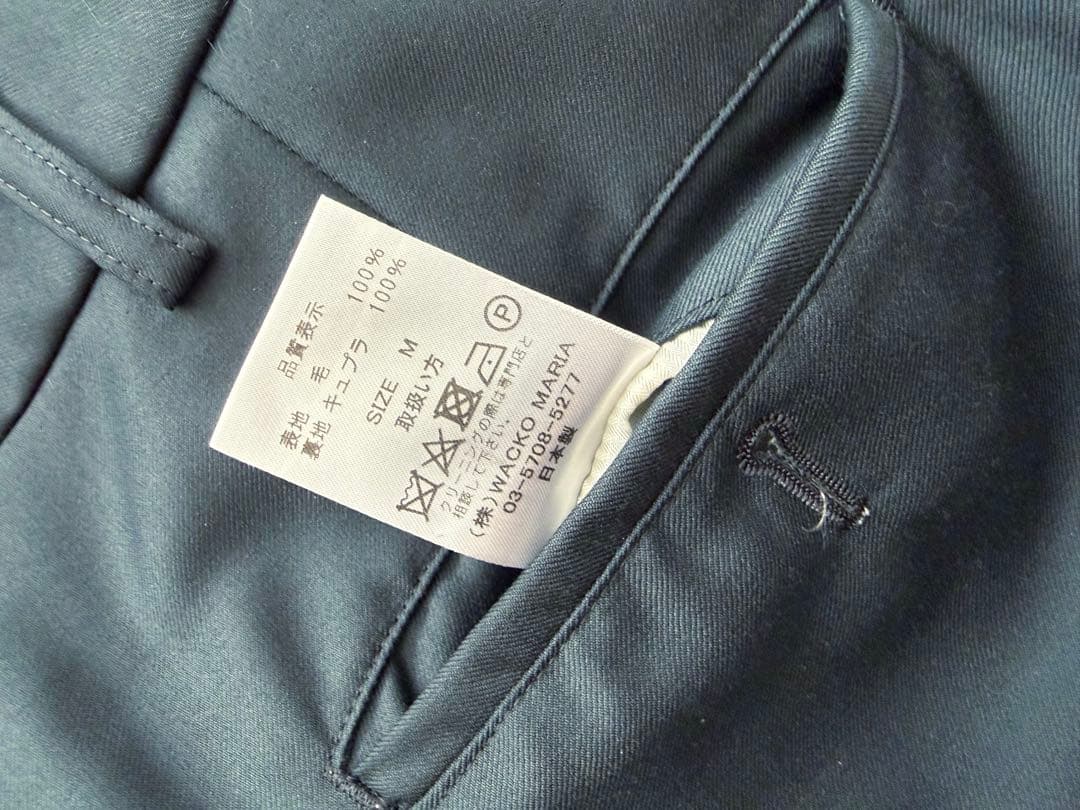 品質表示
表地 毛 100%
裏地 キュプラ 100%
SIZE M
取扱い方
P
クリーニングの際は専門店と
相談して下さい。
(株)WACKO MARIA
03-5708-5277
日本製